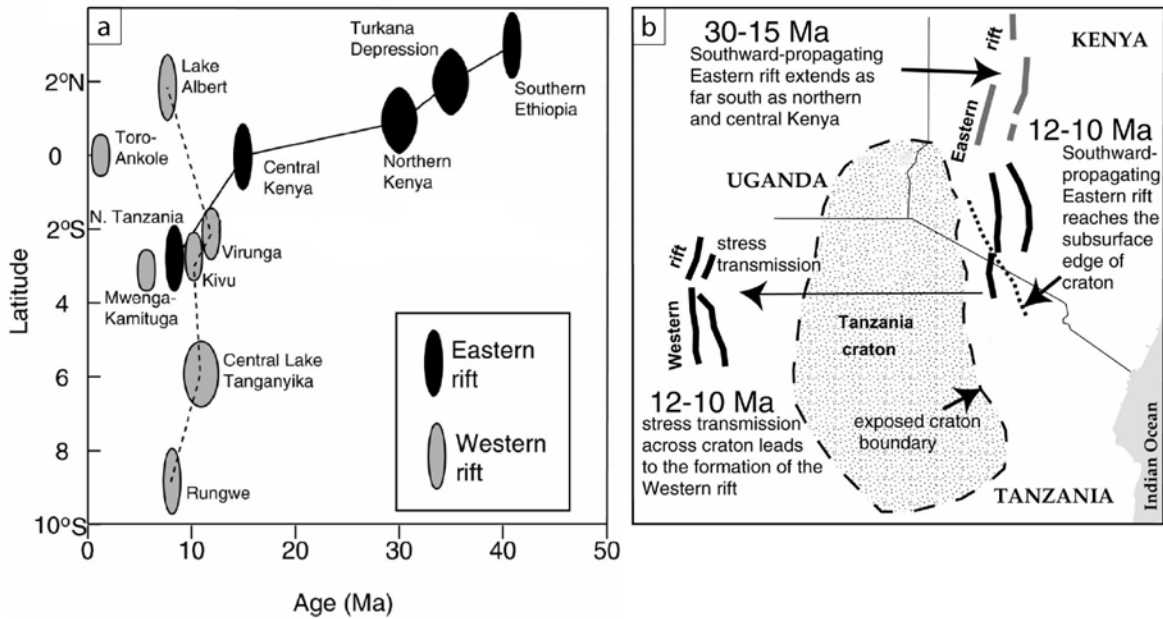 a
Latitude
2ºN
0
2ºS
4
6
8
10ºS
0
10
20
30
40
50
Age (Ma)
Lake
Albert
Toro-
Ankole
N. Tanzania
Mwenga-
Kamituga
Virunga
Kivu
Central Lake
Tanganyika
Rungwe
Central
Kenya
Northern
Kenya
Turkana
Depression
Southern
Ethiopia
Eastern
rift
Western
rift
b
30-15 Ma
Southward-propagating
Eastern rift extends as
far south as northern
and central Kenya
Eastern rift
KENYA
12-10 Ma
Southward-
propagating
Eastern rift
reaches the
subsurface
edge of
craton
UGANDA
stress
transmission
Western rift
Tanzania
craton
12-10 Ma
stress transmission
across craton leads
to the formation of the
Western rift
exposed craton
boundary
TANZANIA
Indian Ocean